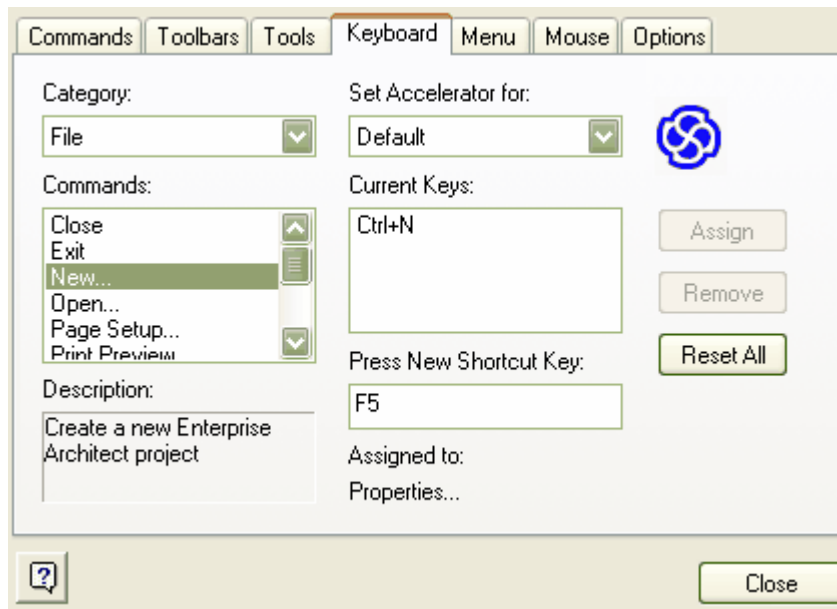 Commands Toolbars Tools Keyboard Menu Mouse Options
Category:
File
Commands:
Close
Exit
New...
Open...
Page Setup...
Print Preview
Description:
Create a new Enterprise
Architect project
Set Accelerator for:
Default
Current Keys:
Ctrl+N
Press New Shortcut Key:
F5
Assigned to:
Properties...
Assign
Remove
Reset All
?
Close